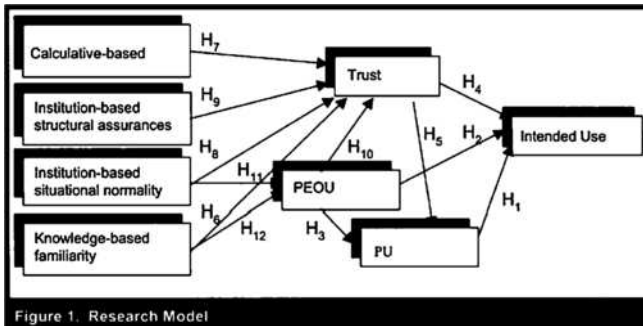 Calculative-based
H7
Trust
H4
Institution-based
structural assurances
H9
Intended Use
H2
H5
H8
H10
Institution-based
situational normality
H11
PEOU
H1
H6
H12
H3
Knowledge-based
familiarity
PU
Figure 1. Research Model